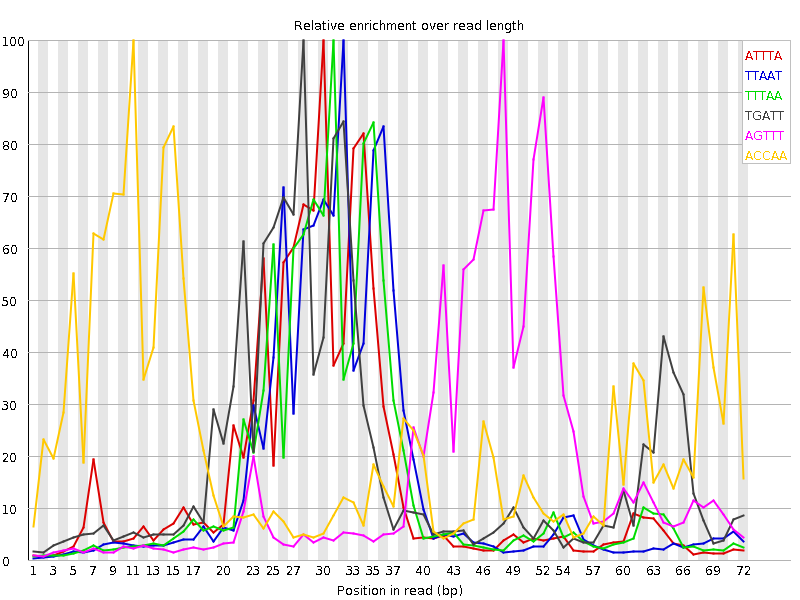 Relative enrichment over read length
100
90
80
70
60
50
40
30
20
10
0
ATTTA
TTAAT
TTTAA
TGATT
AGTTT
ACCAA
1 3 5 7 9 11 13 15 17 20 23 25 27 29 31 33 35 37 40 43 46 49 52 54 57 60 63 66 69 72
Position in read (bp)